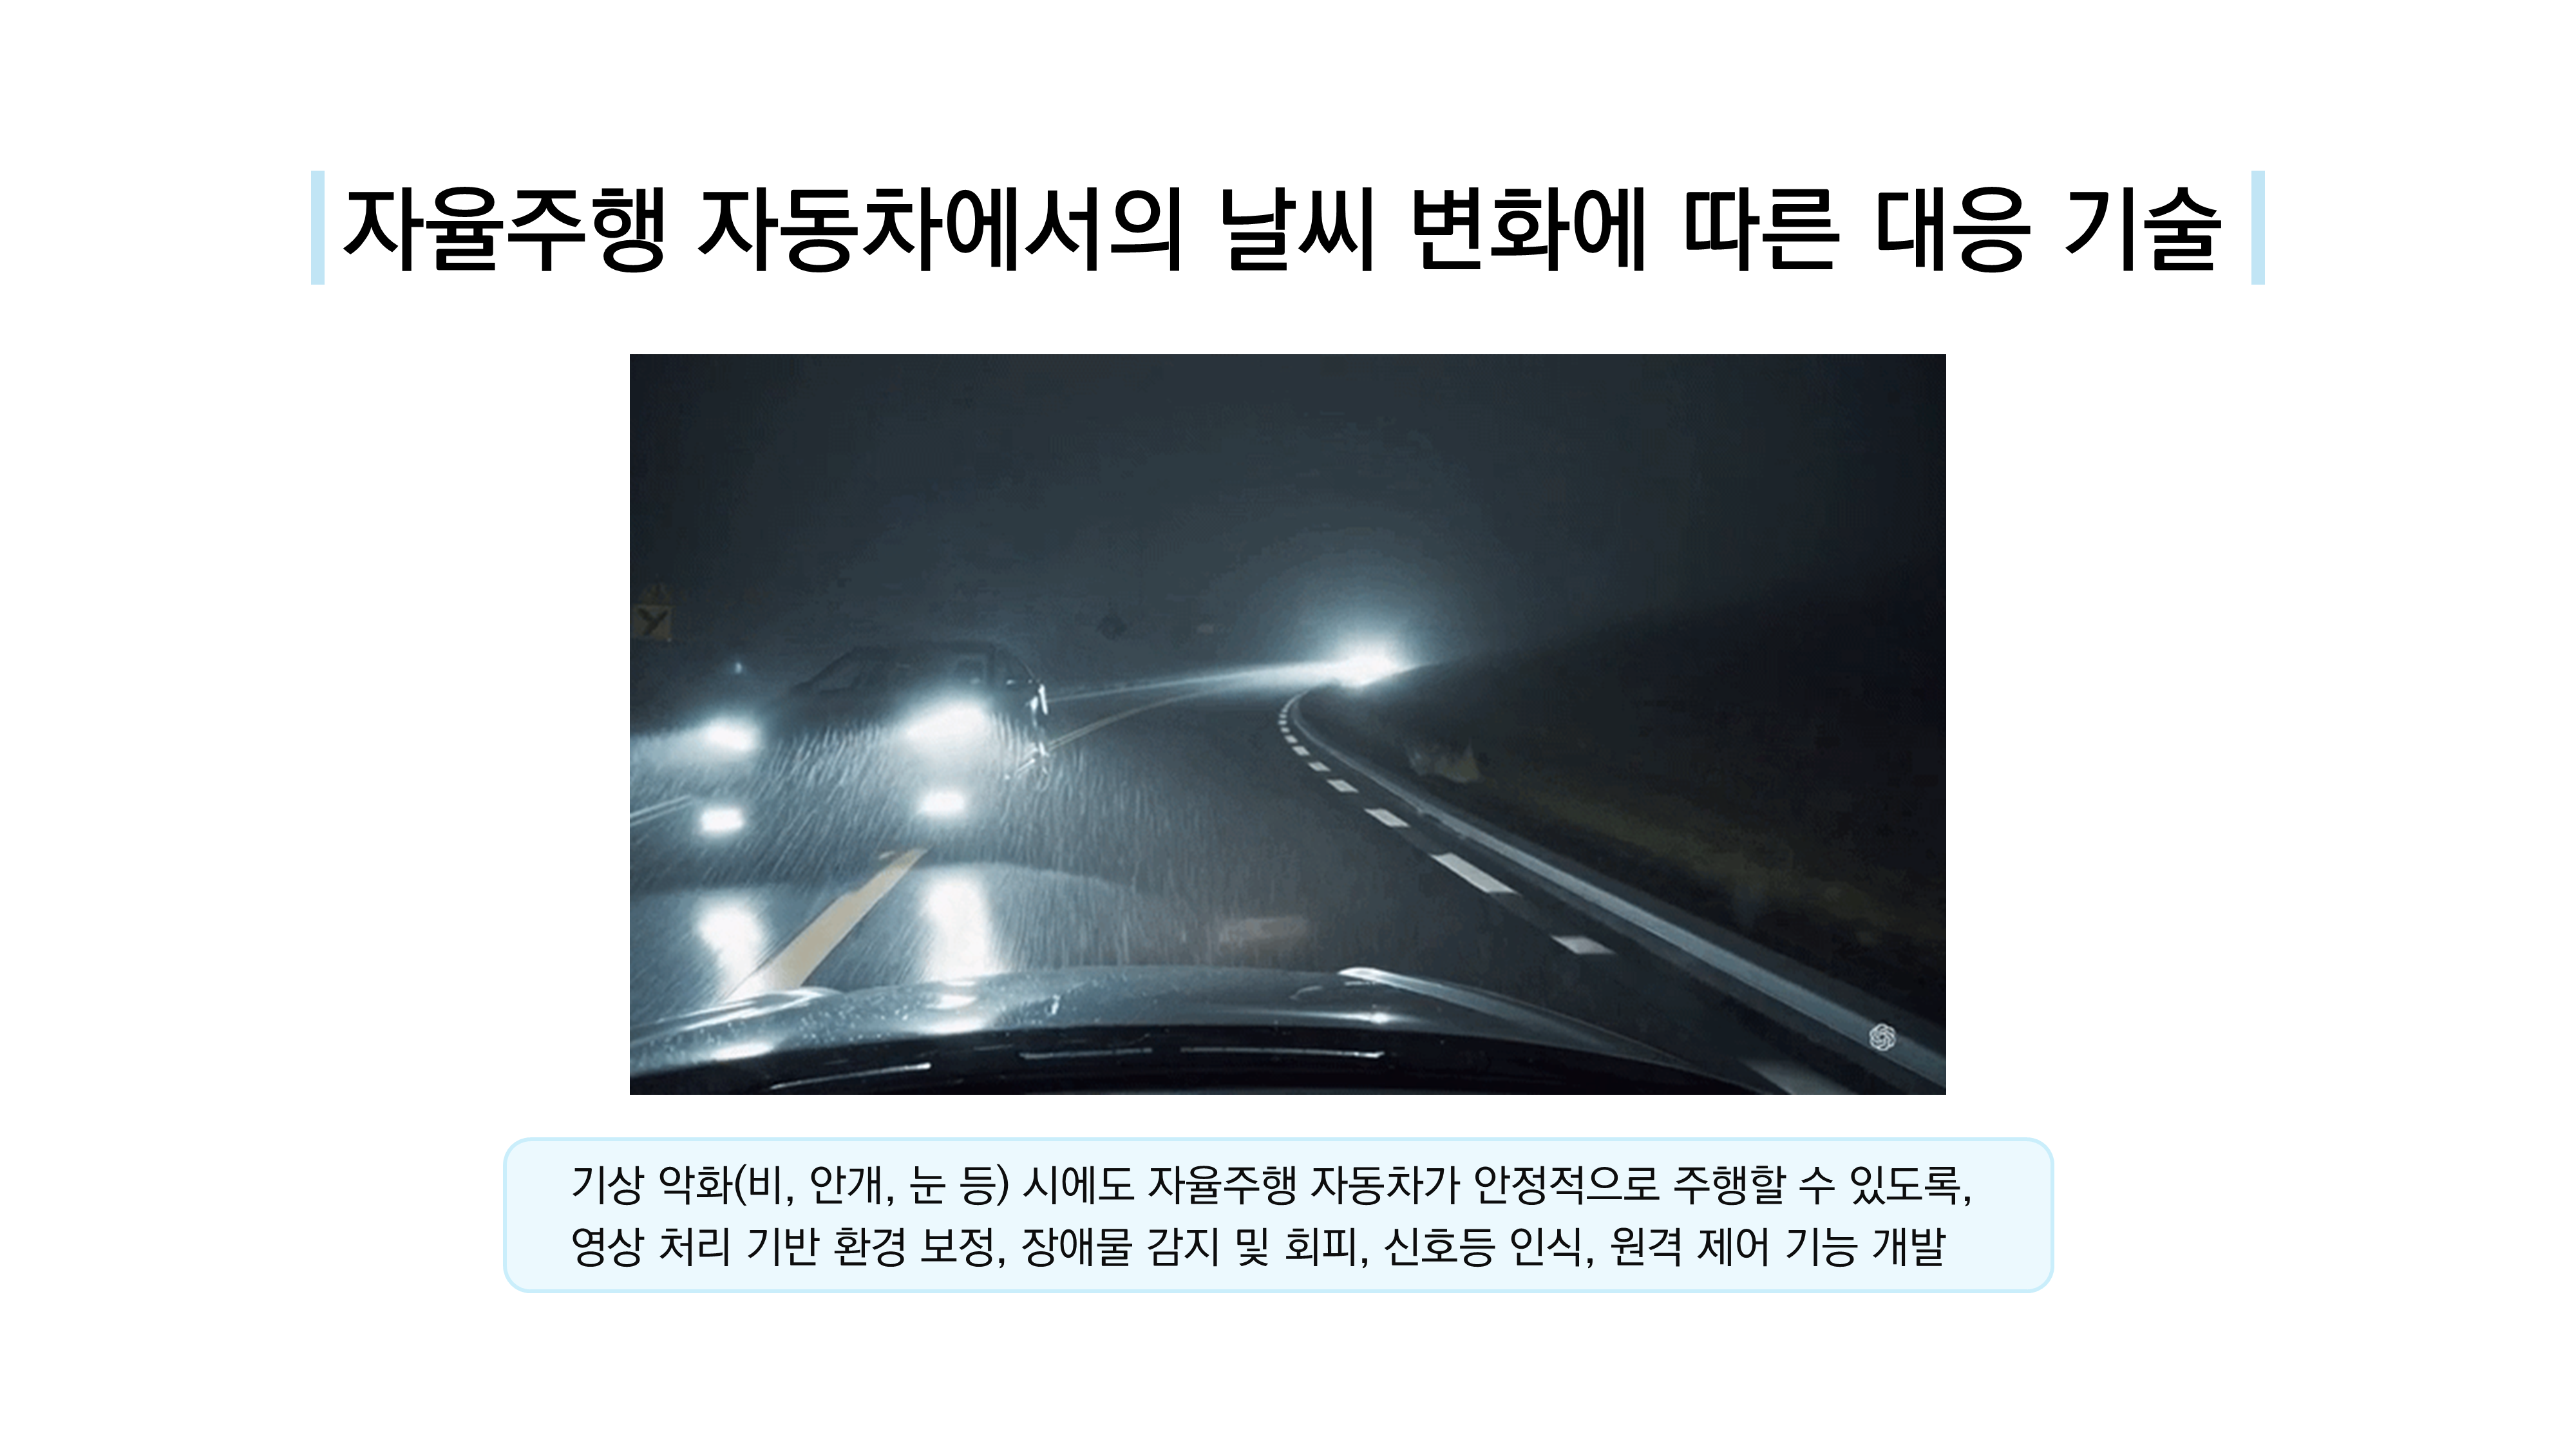 자율주행 자동차에서의 날씨 변화에 따른 대응 기술
기상 악화(비, 안개, 눈 등) 시에도 자율주행 자동차가 안정적으로 주행할 수 있도록,
영상 처리 기반 환경 보정, 장애물 감지 및 회피, 신호등 인식, 원격 제어 기능 개발